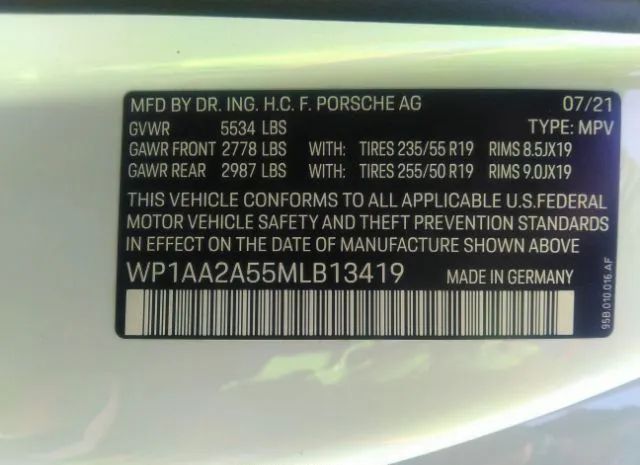 MFD BY DR. ING. H.C. F. PORSCHE AG 07/21
GVWR 5534 LBS TYPE: MPV
GAWR FRONT 2778 LBS WITH: TIRES 235/55 R19 RIMS 8.5JX19
GAWR REAR 2987 LBS WITH: TIRES 255/50 R19 RIMS 9.0JX19
THIS VEHICLE CONFORMS TO ALL APPLICABLE U.S.FEDERAL
MOTOR VEHICLE SAFETY AND THEFT PREVENTION STANDARDS
IN EFFECT ON THE DATE OF MANUFACTURE SHOWN ABOVE
WP1AA2A55MLB13419 MADE IN GERMANY
95B.010.016.AF